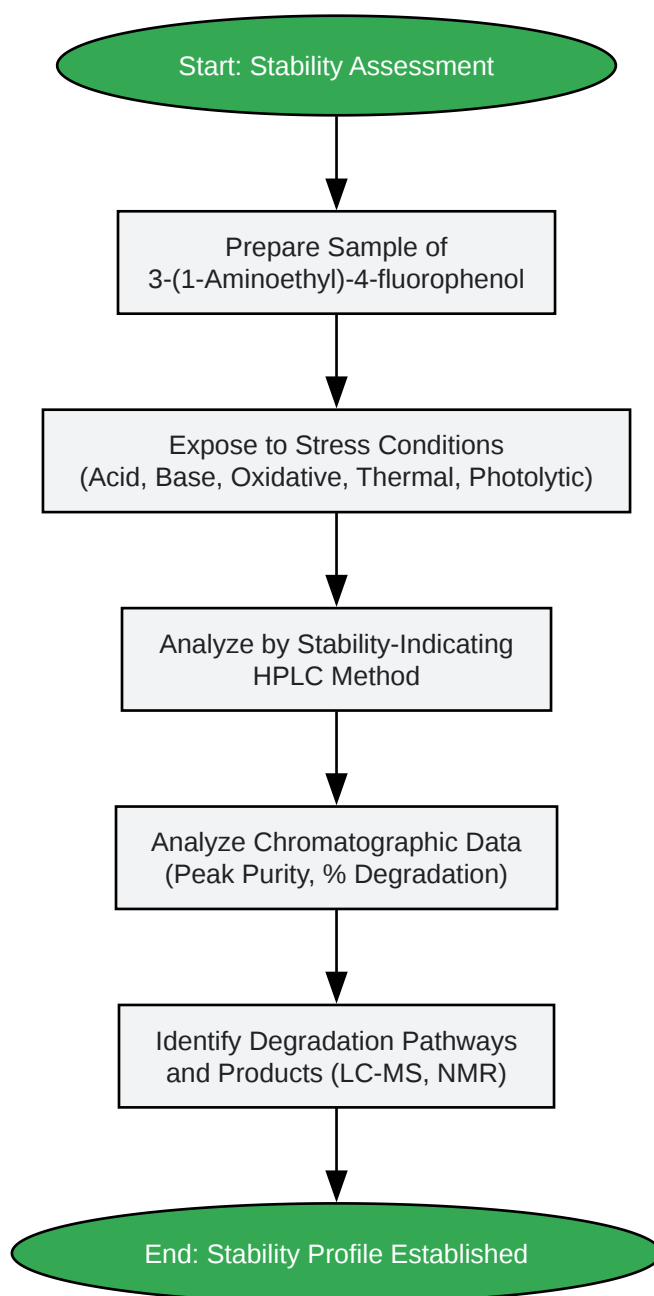 Start: Stability Assessment
Prepare Sample of
3-(1-Aminoethyl)-4-fluorophenol
Expose to Stress Conditions
(Acid, Base, Oxidative, Thermal, Photolytic)
Analyze by Stability-Indicating
HPLC Method
Analyze Chromatographic Data
(Peak Purity, % Degradation)
Identify Degradation Pathways
and Products (LC-MS, NMR)
End: Stability Profile Established